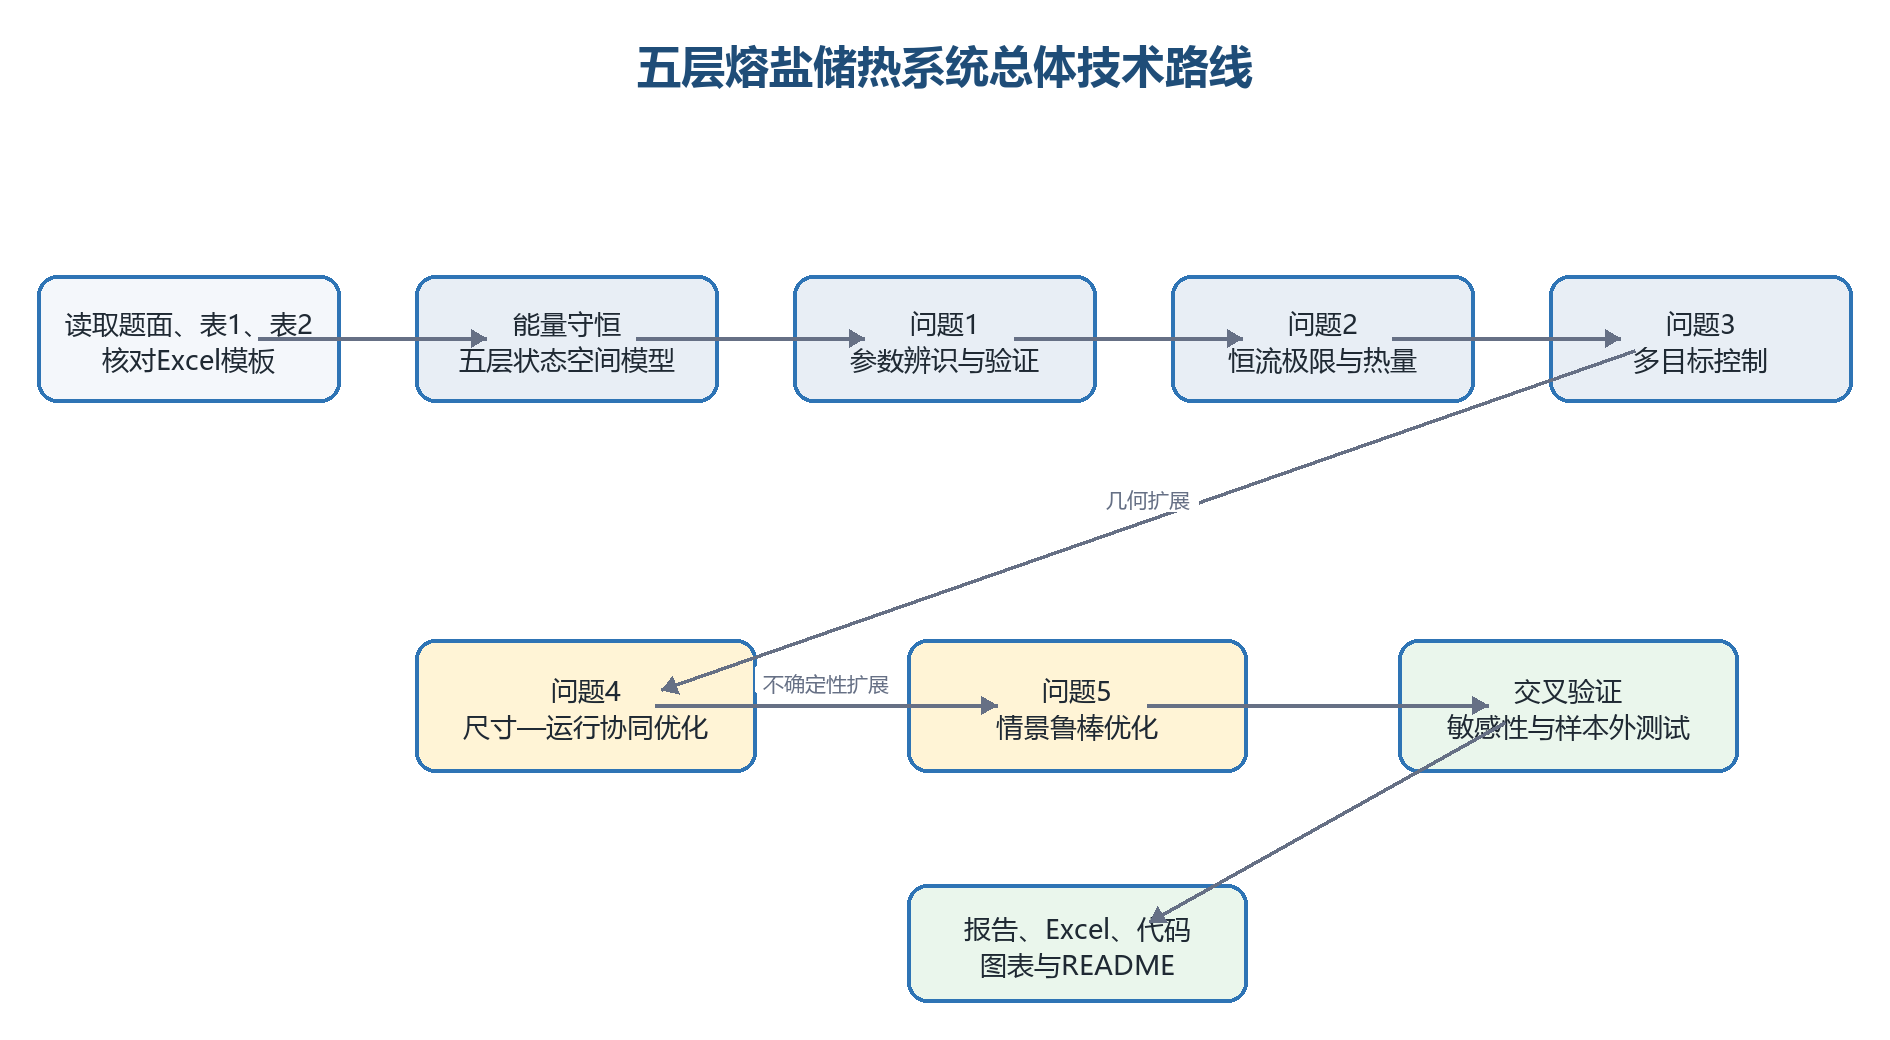 五层熔盐储热系统总体技术路线
读取题面、表1、表2
核对Excel模板
能量守恒
五层状态空间模型
问题1
参数辨识与验证
问题2
恒流极限与热量
问题3
多目标控制
几何扩展
问题4
尺寸—运行协同优化
不确定性扩展
问题5
情景鲁棒优化
交叉验证
敏感性与样本外测试
报告、Excel、代码
图表与README